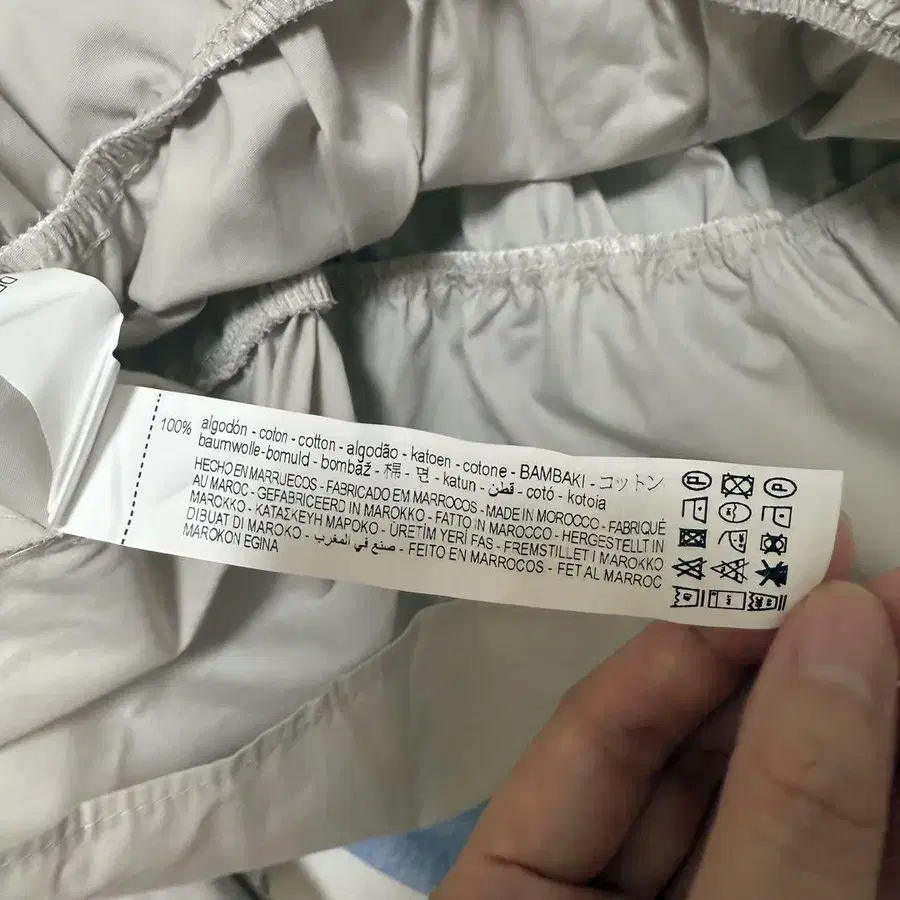 100% algodón - coton - cotton - algodão - katoen - cotone - BAMBAKI - コットン
baumwolle-bomuld - bombaž - 棉 - 면 - katun - قطن - cotó - kotoia
HECHO EN MARRUECOS - FABRICADO EM MARROCOS - MADE IN MOROCCO - FABRIQUÉ
AU MAROC - GEFABRICEERD IN MAROKKO - FATTO IN MAROCCO - HERGESTELLT IN
MAROKKO - ΚΑΤΑΣΚΕΥΗ ΜΑΡΟΚΟ - ÜRETİM YERİ FAS - FREMSTILLET I MAROKKO
DIBUAT DI MAROKO - صنع في المغرب - FEITO EN MARROCOS - FET AL MARROC
MAROKON EGINA